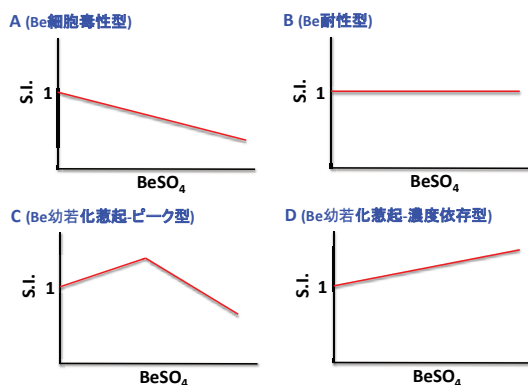 A (Be細胞毒性型)
S.I.
1
BeSO4
B (Be耐性型)
S.I.
1
BeSO4
C (Be幼若化惹起-ピーク型)
S.I.
1
BeSO4
D (Be幼若化惹起-濃度依存型)
S.I.
1
BeSO4